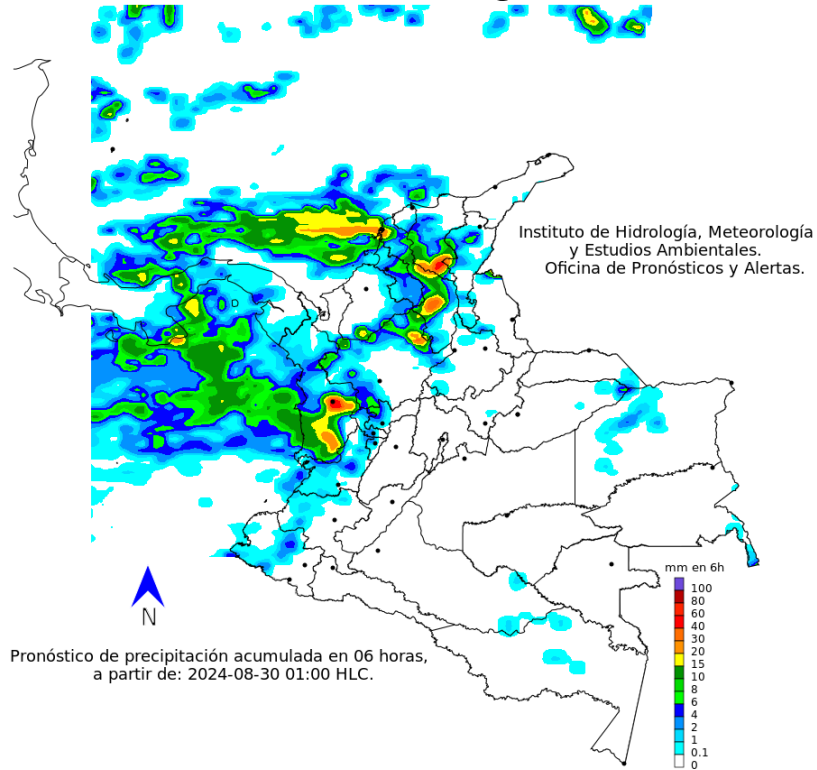 Instituto de Hidrología, Meteorología
y Estudios Ambientales.
Oficina de Pronósticos y Alertas.
N
mm en 6h
100
80
60
40
30
20
15
10
8
6
4
2
1
0.1
0
Pronóstico de precipitación acumulada en 06 horas,
a partir de: 2024-08-30 01:00 HLC.